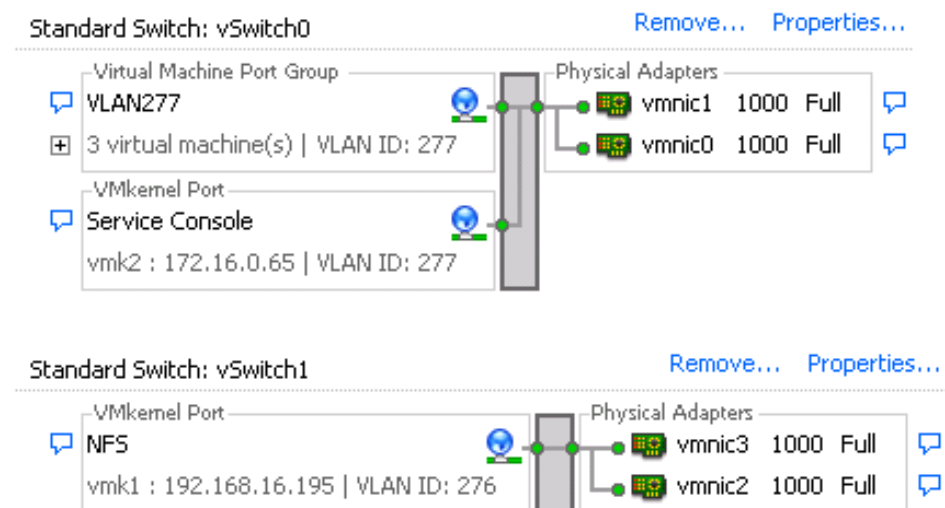 Standard Switch: vSwitch0 Remove... Properties...
Virtual Machine Port Group Physical Adapters
VLAN277 vmnic1 1000 Full
3 virtual machine(s) | VLAN ID: 277 vmnic0 1000 Full
VMkernel Port
Service Console
vmk2 : 172.16.0.65 | VLAN ID: 277
Standard Switch: vSwitch1 Remove... Properties...
VMkernel Port Physical Adapters
NFS vmnic3 1000 Full
vmk1 : 192.168.16.195 | VLAN ID: 276 vmnic2 1000 Full